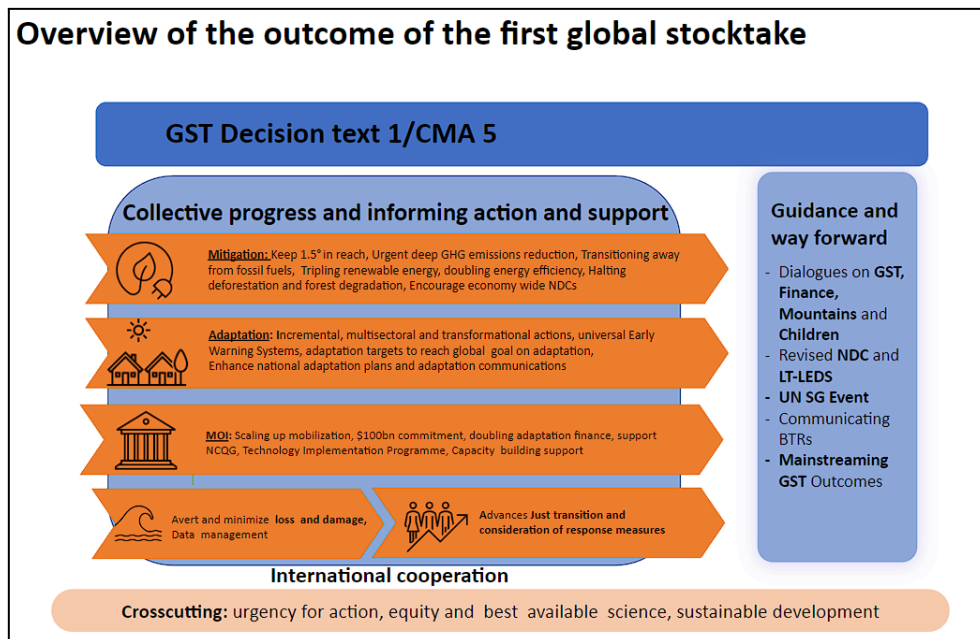 Overview of the outcome of the first global stocktake
GST Decision text 1/CMA 5
Collective progress and informing action and support
Mitigation: Keep 1.5° in reach, Urgent deep GHG emissions reduction, Transitioning away
from fossil fuels, Tripling renewable energy, doubling energy efficiency, Halting
deforestation and forest degradation, Encourage economy wide NDCs
Adaptation: Incremental, multisectoral and transformational actions, universal Early
Warning Systems, adaptation targets to reach global goal on adaptation,
Enhance national adaptation plans and adaptation communications
MOI: Scaling up mobilization, $100bn commitment, doubling adaptation finance, support
NCQG, Technology Implementation Programme, Capacity building support
Avert and minimize loss and damage,
Data management
Advances Just transition and
consideration of response measures
International cooperation
Guidance and
way forward
- Dialogues on GST,
Finance,
Mountains and
Children
- Revised NDC and
LT-LEDS
- UN SG Event
- Communicating
BTRs
- Mainstreaming
GST Outcomes
Crosscutting: urgency for action, equity and best available science, sustainable development